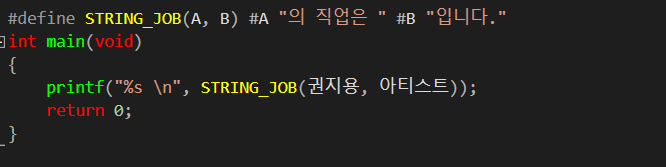 #define STRING_JOB(A, B) #A "의 직업은 " #B "입니다."
int main(void)
{
    printf("%s \n", STRING_JOB(권지용, 아티스트));
    return 0;
}